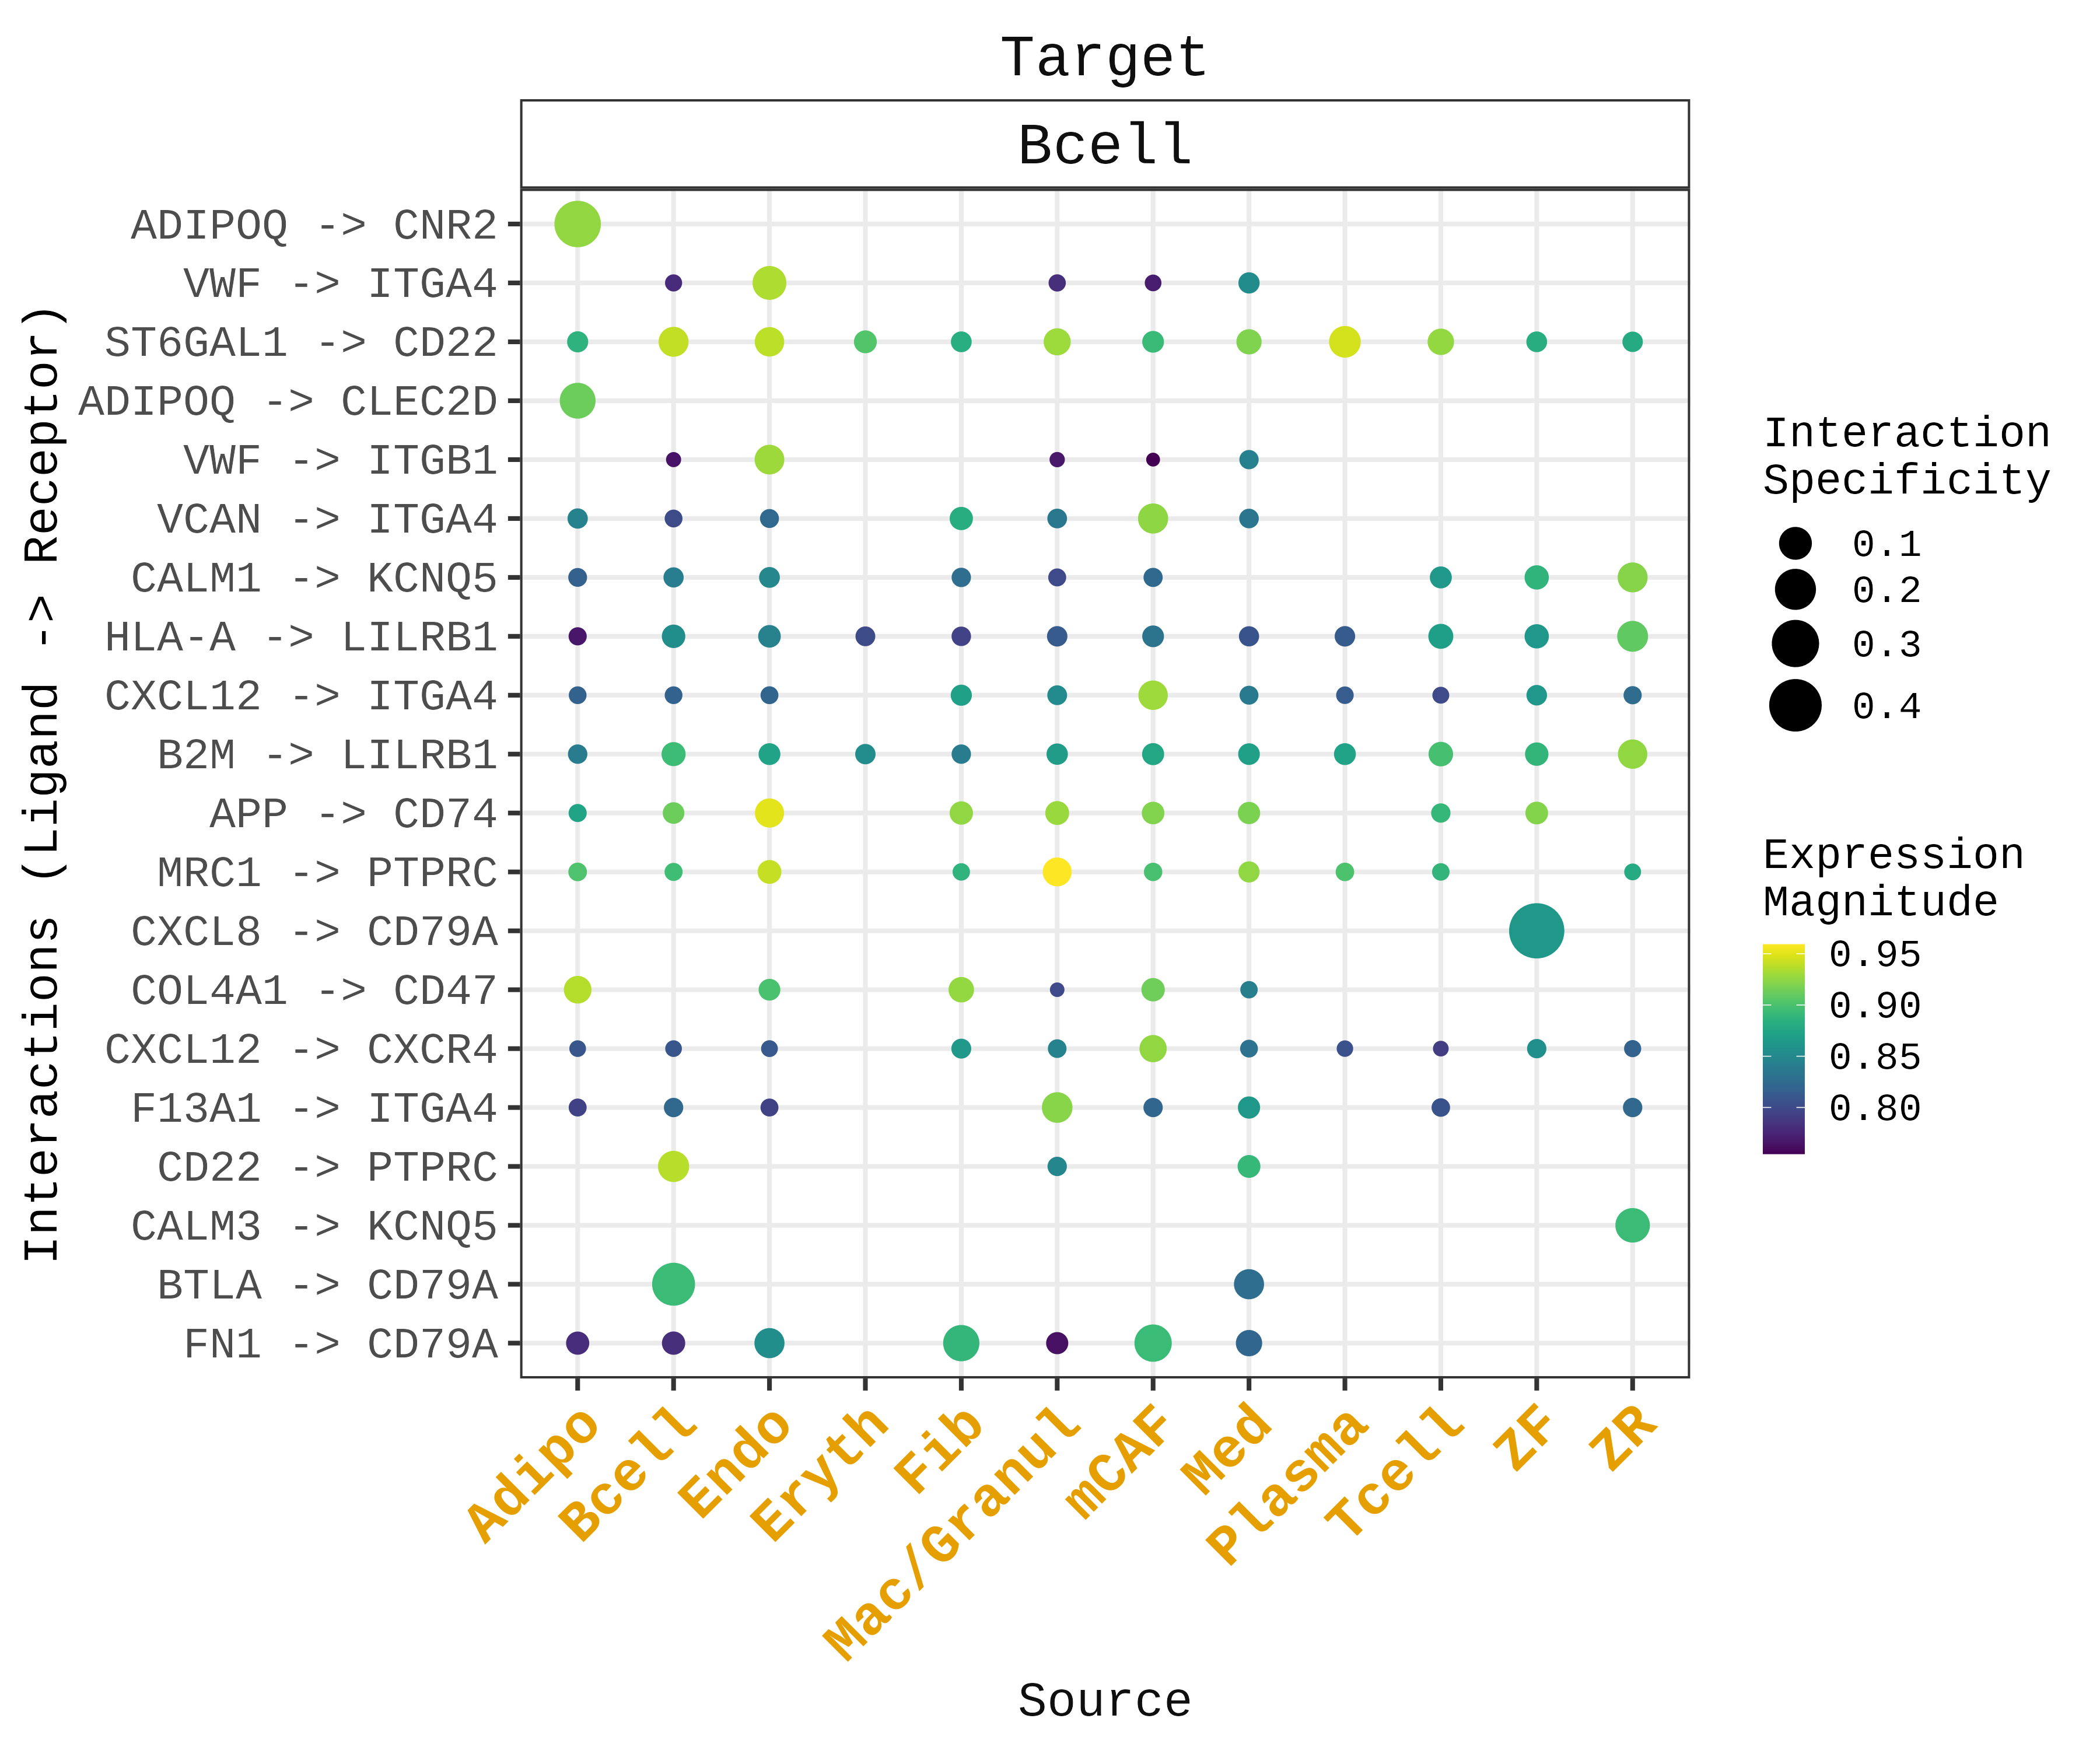 Target
Bcell
Interactions (Ligand -> Receptor)
ADIPOQ -> CNR2
VWF -> ITGA4
ST6GAL1 -> CD22
ADIPOQ -> CLEC2D
VWF -> ITGB1
VCAN -> ITGA4
CALM1 -> KCNQ5
HLA-A -> LILRB1
CXCL12 -> ITGA4
B2M -> LILRB1
APP -> CD74
MRC1 -> PTPRC
CXCL8 -> CD79A
COL4A1 -> CD47
CXCL12 -> CXCR4
F13A1 -> ITGA4
CD22 -> PTPRC
CALM3 -> KCNQ5
BTLA -> CD79A
FN1 -> CD79A
Adipo
Bcell
Endo
Eryth
Fib
Mac/Granul
mCAF
Med
Plasma
Tcell
ZF
ZR
Source
Interaction
Specificity
0.1
0.2
0.3
0.4
Expression
Magnitude
0.95
0.90
0.85
0.80